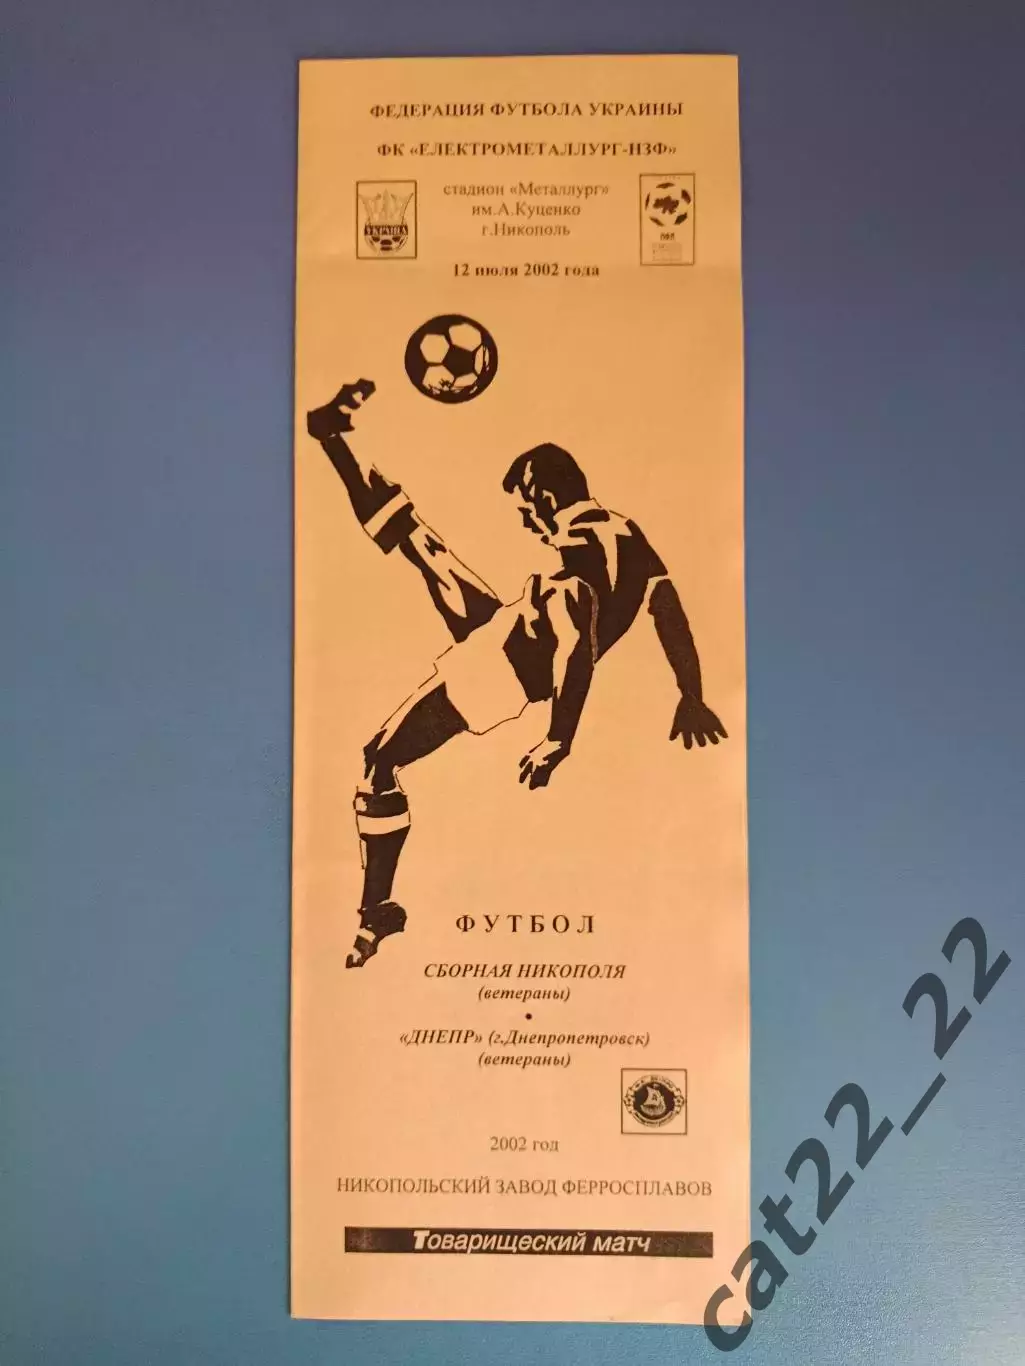 ФЕДЕРАЦИЯ ФУТБОЛА УКРАИНЫ
ФК «ЕЛЕКТРОМЕТАЛЛУРГ-НЗФ»
стадион «Металлург»
им.А.Куценко
г.Никополь
УКРАЇНА
12 июля 2002 года
ФУТБОЛ
СБОРНАЯ НИКОПОЛЯ
(ветераны)
•
«ДНЕПР» (г.Днепропетровск)
(ветераны)
2002 год
НИКОПОЛЬСКИЙ ЗАВОД ФЕРРОСПЛАВОВ
Товарищеский матч
cat22_22